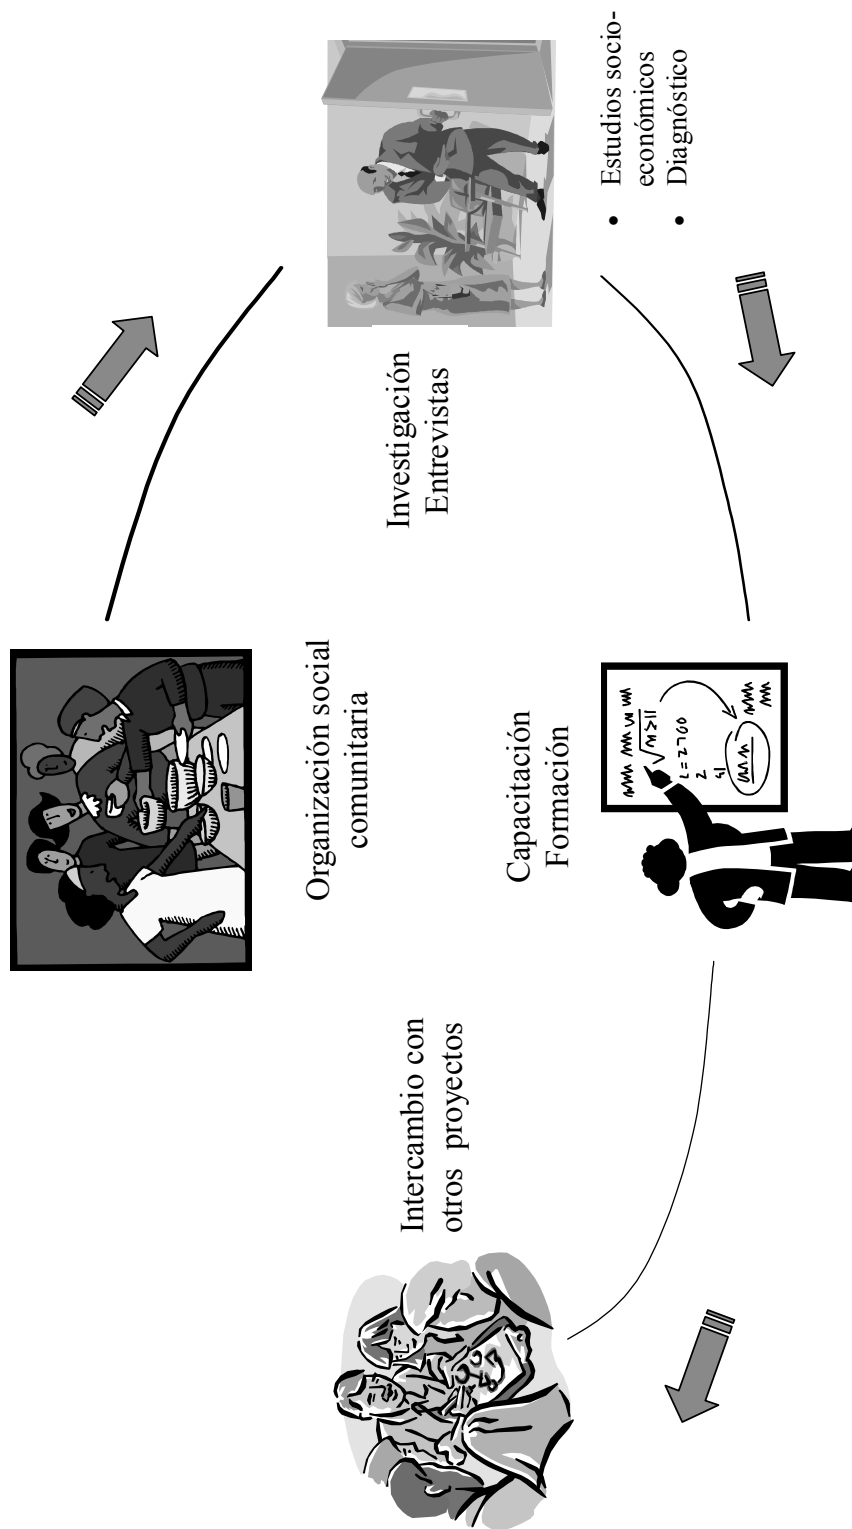 Organización social
comunitaria
Investigación
Entrevistas
• Estudios socio-
económicos
• Diagnóstico
Capacitación
Formación
Intercambio con
otros proyectos